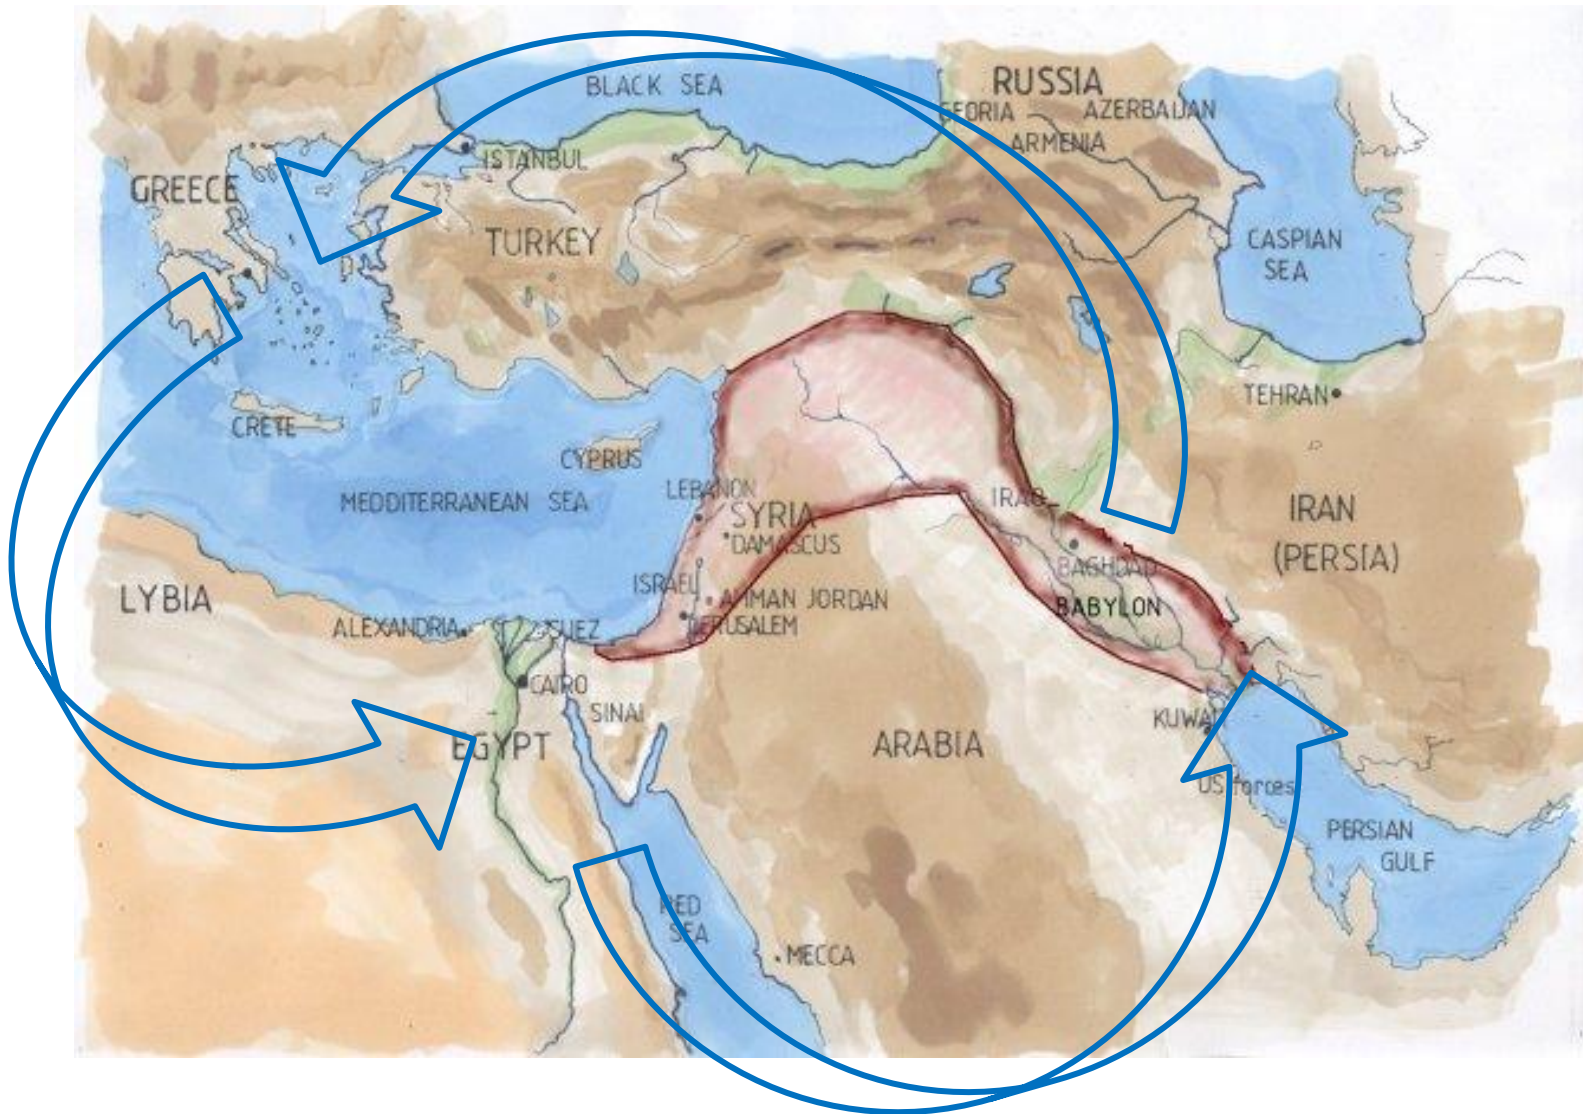 BLACK SEA
RUSSIA
GEORIA
AZERBAIJAN
ARMENIA
ISTANBUL
GREECE
TURKEY
CASPIAN
SEA
TEHRAN
CRETE
CYPRUS
MEDDITERRANEAN SEA
LEBANON
SYRIA
DAMASCUS
IRAQ
IRAN
(PERSIA)
BAGHDAD
BABYLON
ISRAEL
AMMAN JORDAN
JERUSALEM
LYBIA
ALEXANDRIA
SUEZ
CAIRO
SINAI
EGYPT
ARABIA
KUWAI
US forces
PERSIAN
GULF
RED
SEA
MECCA